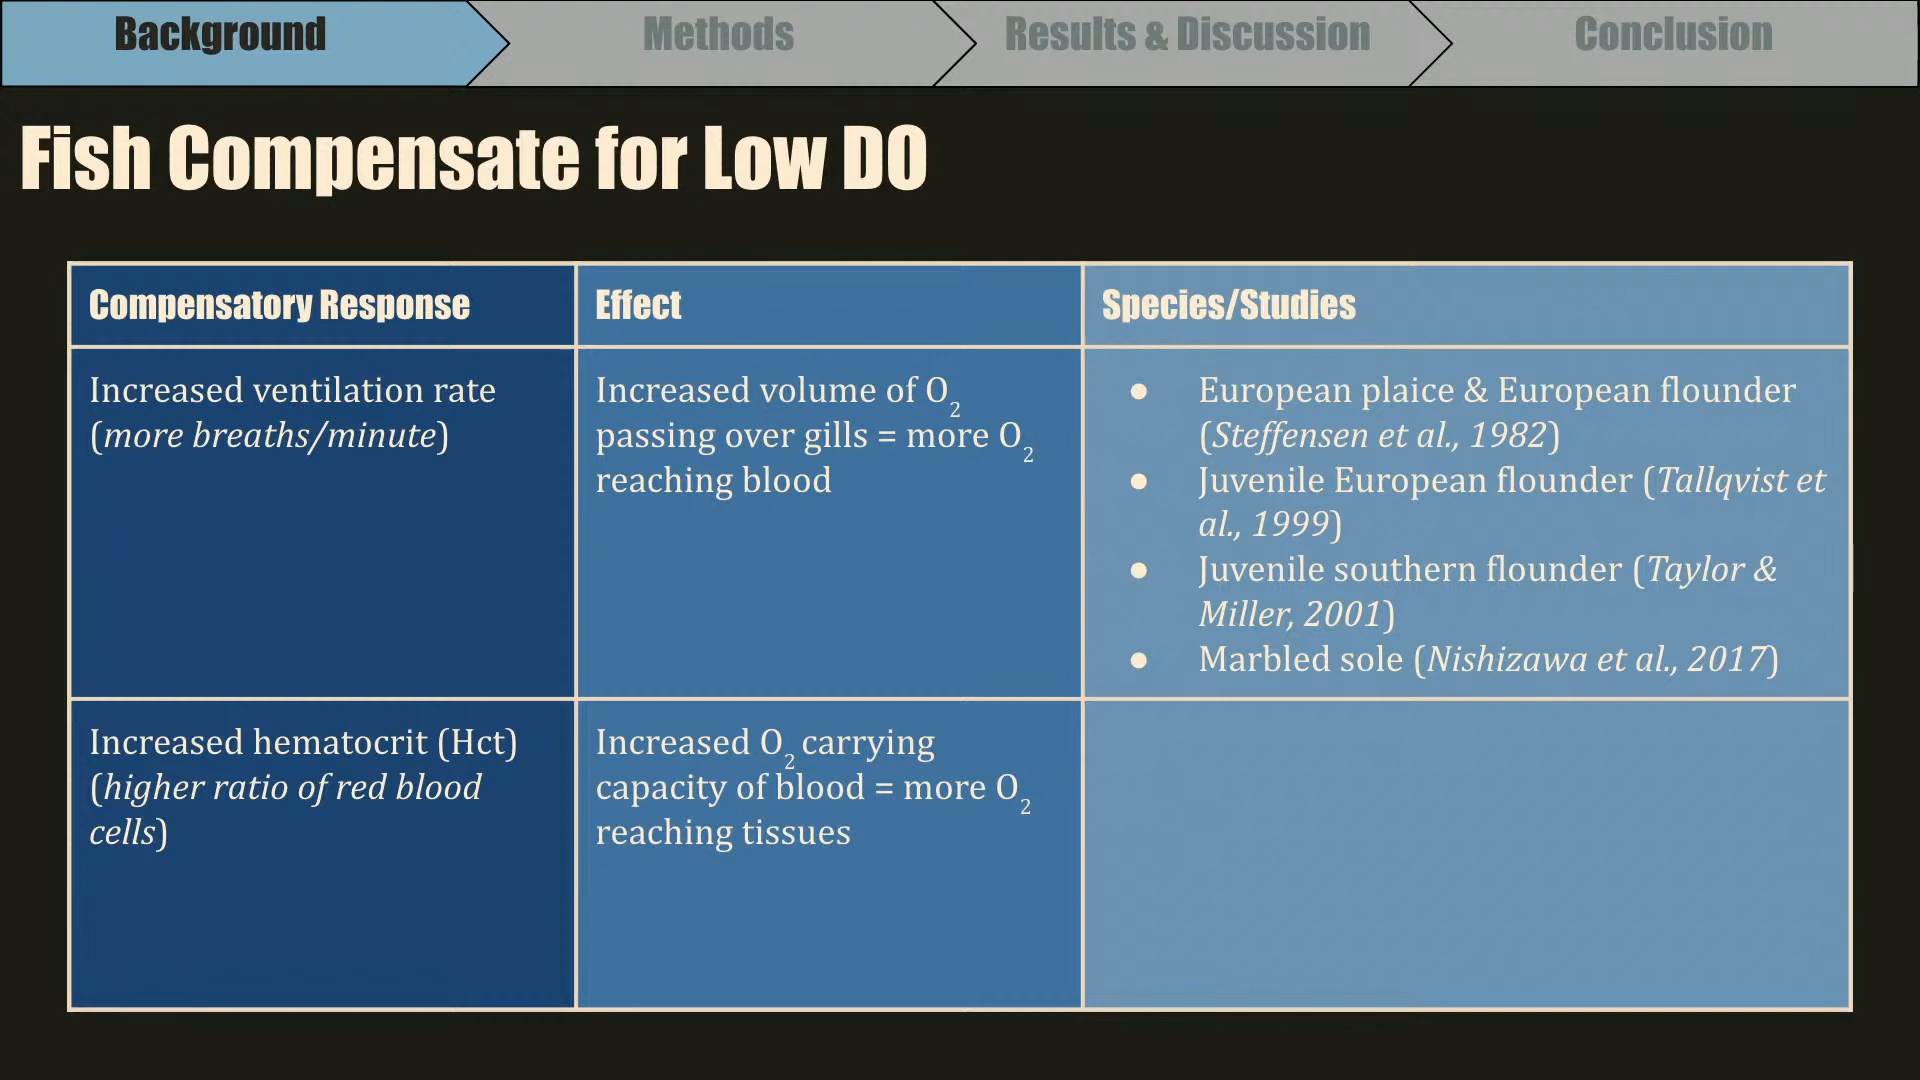 Background
Methods
Results & Discussion
Conclusion
Fish Compensate for Low DO
Compensatory Response
Effect
Species/Studies
Increased ventilation rate
(more breaths/minute)
Increased volume of O2
passing over gills = more O2
reaching blood
● European plaice & European flounder
(Steffensen et al., 1982)
● Juvenile European flounder (Tallqvist et
al., 1999)
● Juvenile southern flounder (Taylor &
Miller, 2001)
● Marbled sole (Nishizawa et al., 2017)
Increased hematocrit (Hct)
(higher ratio of red blood
cells)
Increased O2 carrying
capacity of blood = more O2
reaching tissues